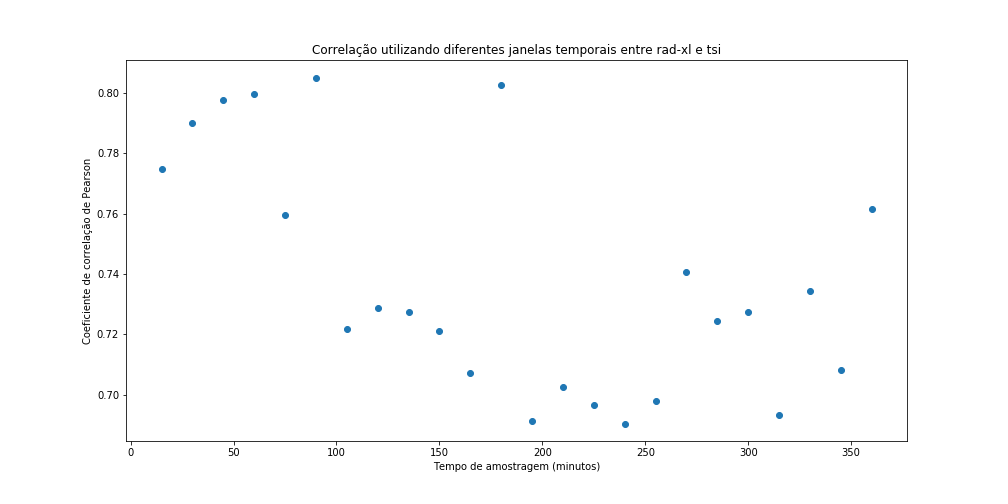 Correlação utilizando diferentes janelas temporais entre rad-xl e tsi
Coeficiente de correlação de Pearson
0.80
0.78
0.76
0.74
0.72
0.70
0 50 100 150 200 250 300 350
Tempo de amostragem (minutos)